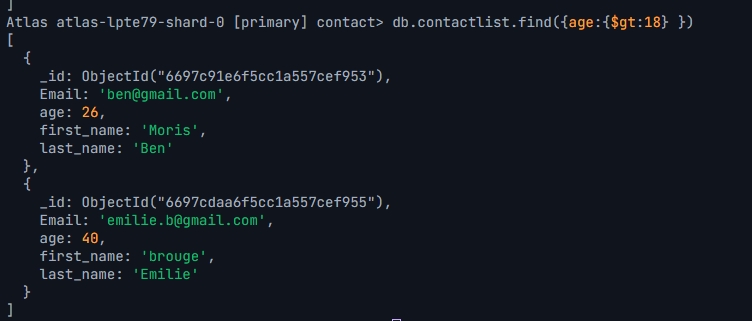 ]
Atlas atlas-lpte79-shard-0 [primary] contact> db.contactlist.find({age:{$gt:18} })
[
  {
    _id: ObjectId("6697c91e6f5cc1a557cef953"),
    Email: 'ben@gmail.com',
    age: 26,
    first_name: 'Moris',
    last_name: 'Ben'
  },
  {
    _id: ObjectId("6697cdaa6f5cc1a557cef955"),
    Email: 'emilie.b@gmail.com',
    age: 40,
    first_name: 'brouge',
    last_name: 'Emilie'
  }
]